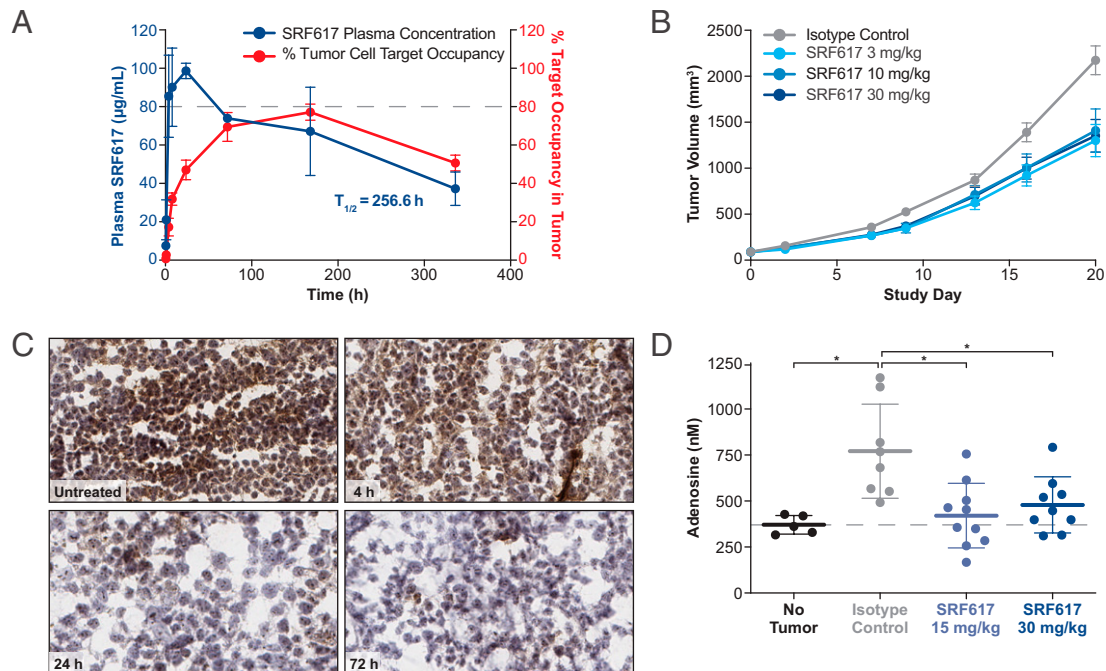 A
SRF617 Plasma Concentration
% Tumor Cell Target Occupancy
Plasma SRF617 (µg/mL)
120
100
80
60
40
20
0
% Target Occupancy in Tumor
120
100
80
60
40
20
0
T1/2 = 256.6 h
0
100
200
300
400
Time (h)
B
Isotype Control
SRF617 3 mg/kg
SRF617 10 mg/kg
SRF617 30 mg/kg
Tumor Volume (mm³)
2500
2000
1500
1000
500
0
0
5
10
15
20
Study Day
C
Untreated
4 h
24 h
72 h
D
*
*
*
Adenosine (nM)
1250
1000
750
500
250
0
No
Tumor
Isotype
Control
SRF617
15 mg/kg
SRF617
30 mg/kg